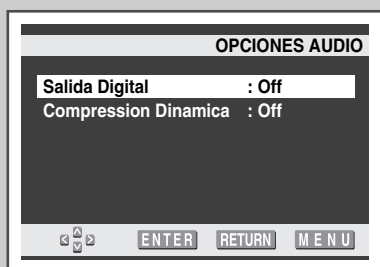 OPCIONES AUDIO
Salida Digital : Off
Compression Dinamica : Off
ENTER RETURN MENU